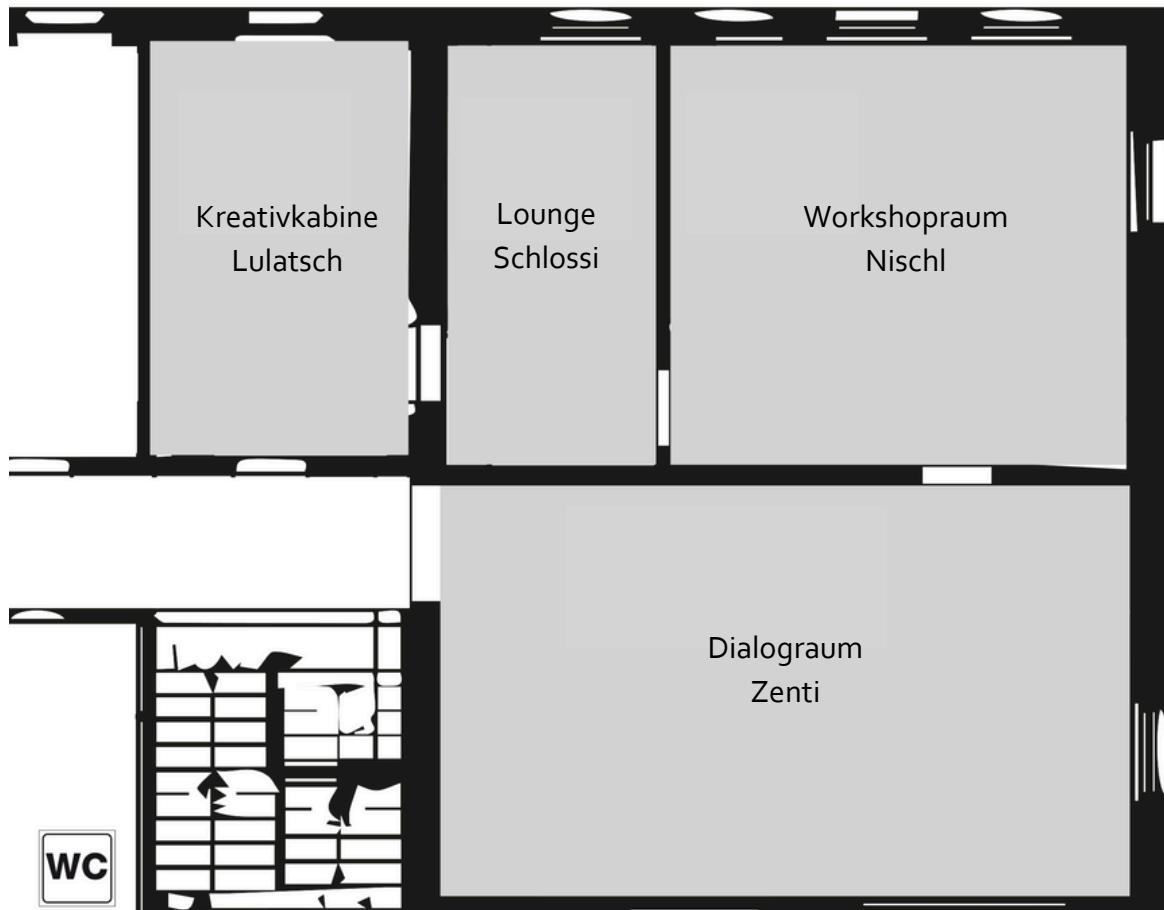 Kreativkabine
Lulatsch
Lounge
Schlossi
Workshopraum
Nischl
Dialograum
Zenti
WC